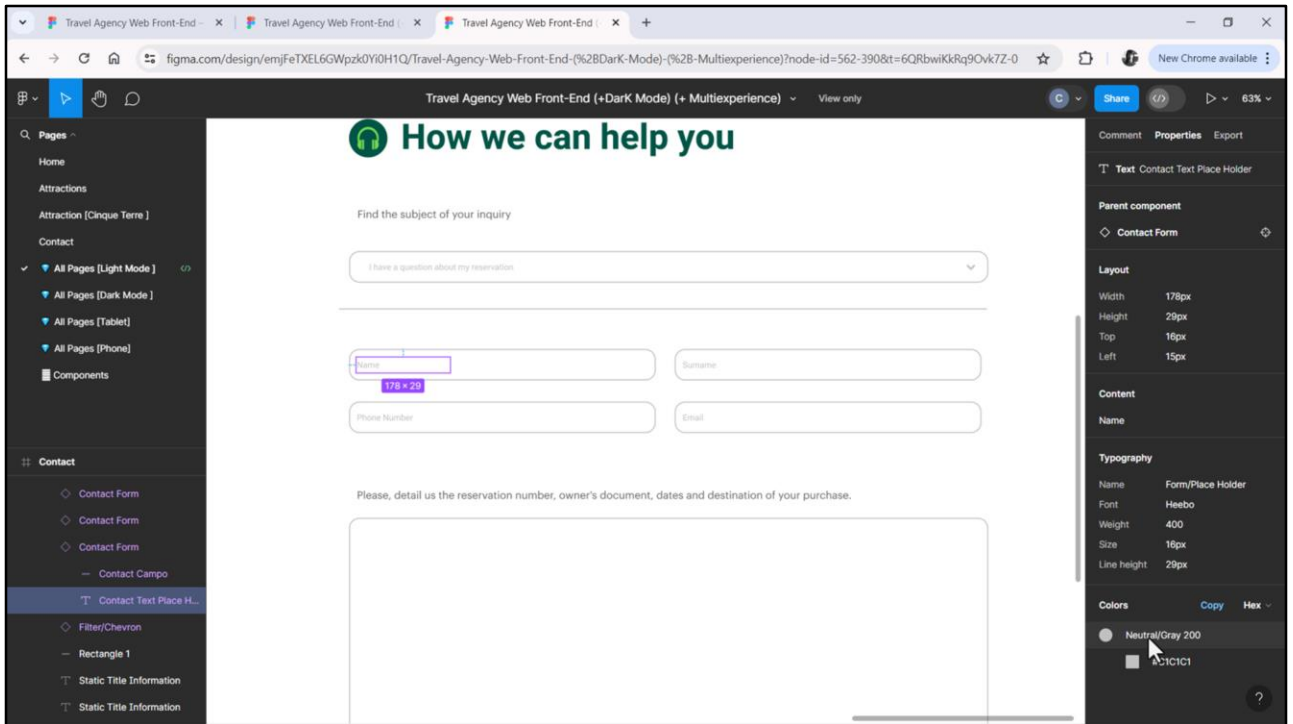 Travel Agency Web Front-End -
Travel Agency Web Front-End (
Travel Agency Web Front-End (
figma.com/design/emjFeTXEL6GWpzk0Yi0H1Q/Travel-Agency-Web-Front-End-(%2BDarK-Mode)-(%2B-Multiexperience)?node-id=562-390&t=6QRbwiKkRq9Ovk7Z-0
New Chrome available
Travel Agency Web Front-End (+DarK Mode) (+ Multiexperience)
View only
C
Share
63%
Pages
Home
Attractions
Attraction [Cinque Terre ]
Contact
All Pages [Light Mode ]
All Pages [Dark Mode ]
All Pages [Tablet]
All Pages [Phone]
Components
Contact
Contact Form
Contact Form
Contact Form
Contact Campo
Contact Text Place H...
Filter/Chevron
Rectangle 1
Static Title Information
Static Title Information
How we can help you
Find the subject of your inquiry
I have a question about my reservation
Name
Surname
178 × 29
Phone Number
Email
Please, detail us the reservation number, owner's document, dates and destination of your purchase.
Comment Properties Export
Text Contact Text Place Holder
Parent component
Contact Form
Layout
Width 178px
Height 29px
Top 16px
Left 15px
Content
Name
Typography
Name Form/Place Holder
Font Heebo
Weight 400
Size 16px
Line height 29px
Colors Copy Hex
Neutral/Gray 200
#C1C1C1
?